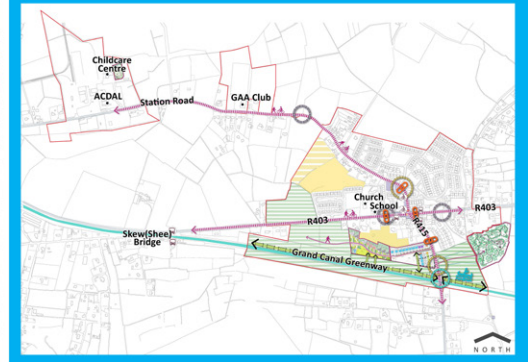 Childcare
Centre
ACDAL
Station Road
GAA Club
Church
School
R403
R403
R415
Skew(Shee)
Bridge
Grand Canal Greenway
NORTH